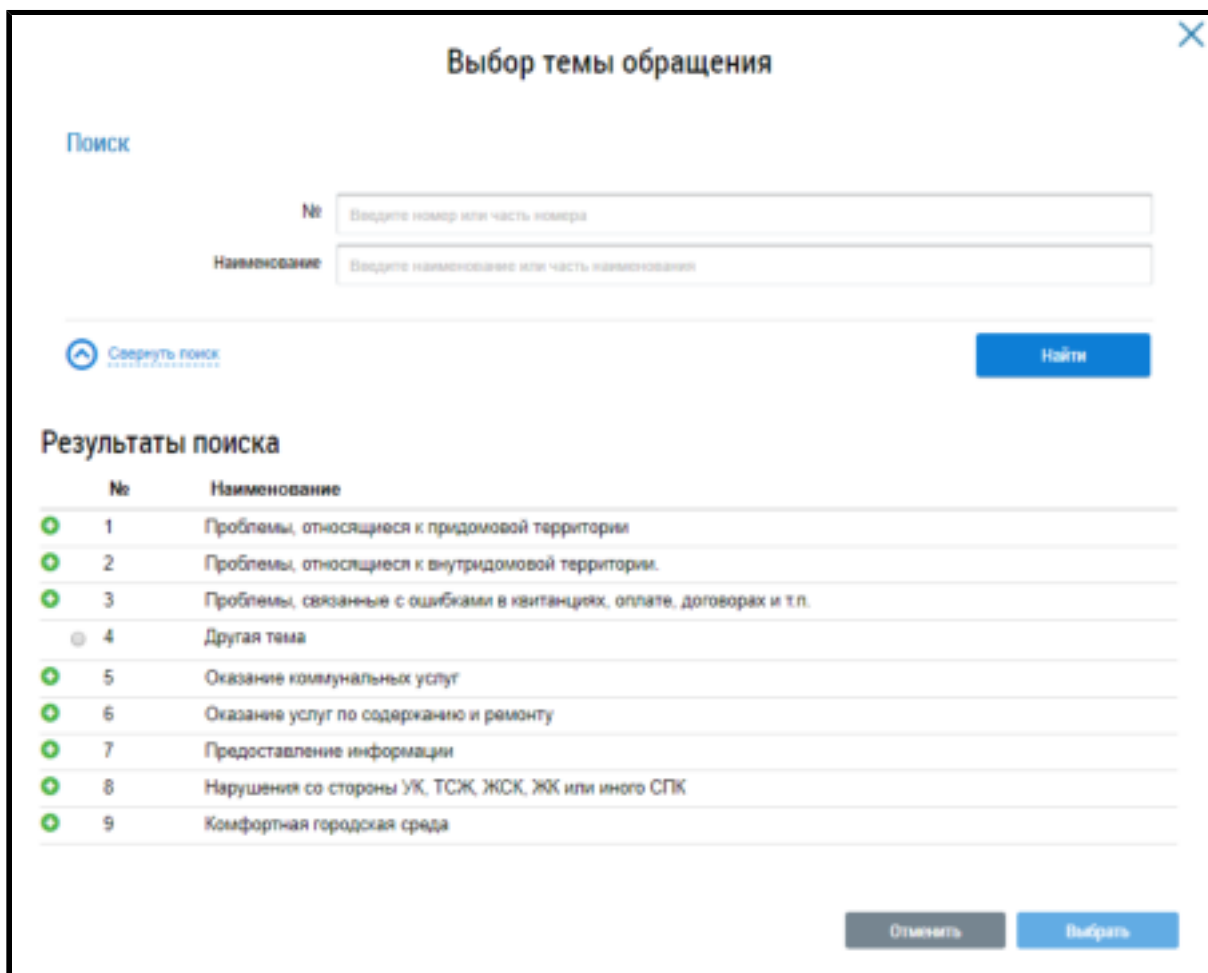 Выбор темы обращения
Поиск
№ Введите номер или часть номера
Наименование Введите наименование или часть наименования
Свернуть поиск Найти
Результаты поиска
№ Наименование
1 Проблемы, относящиеся к придомовой территории
2 Проблемы, относящиеся к внутридомовой территории.
3 Проблемы, связанные с ошибками в квитанциях, оплате, договорах и т.п.
4 Другая тема
5 Оказание коммунальных услуг
6 Оказание услуг по содержанию и ремонту
7 Предоставление информации
8 Нарушения со стороны УК, ТСЖ, ЖСК, ЖК или иного СПК
9 Комфортная городская среда
Отменить Выбрать